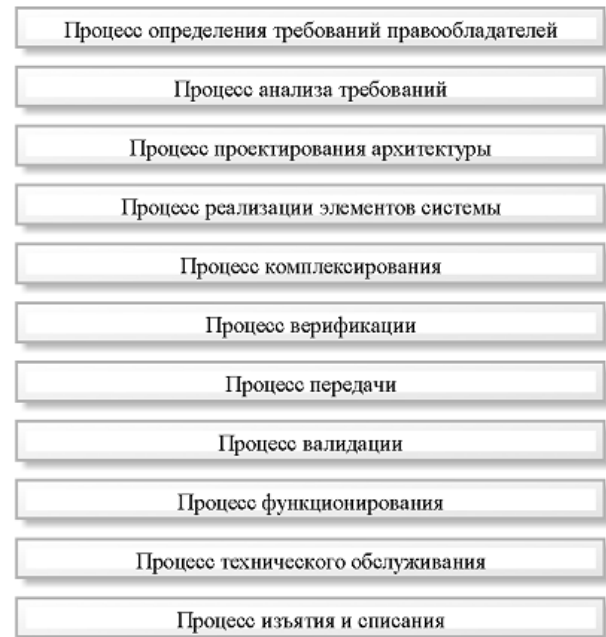 Процесс определения требований правообладателей
Процесс анализа требований
Процесс проектирования архитектуры
Процесс реализации элементов системы
Процесс комплексирования
Процесс верификации
Процесс передачи
Процесс валидации
Процесс функционирования
Процесс технического обслуживания
Процесс изъятия и списания